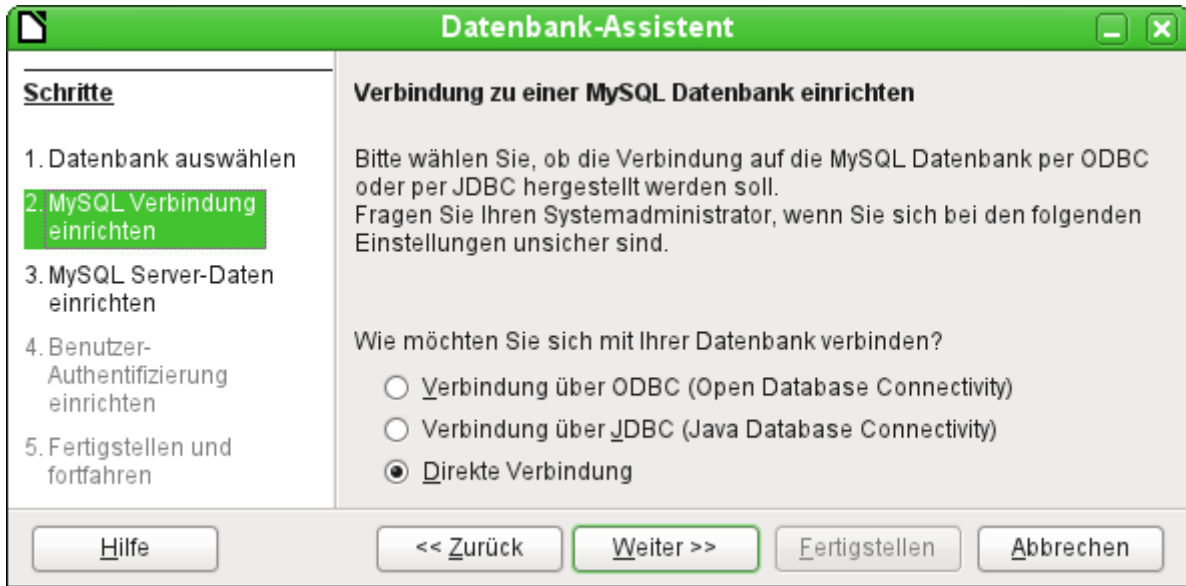 Datenbank-Assistent
Schritte
1. Datenbank auswählen
2. MySQL Verbindung
einrichten
3. MySQL Server-Daten
einrichten
4. Benutzer-
Authentifizierung
einrichten
5. Fertigstellen und
fortfahren
Verbindung zu einer MySQL Datenbank einrichten
Bitte wählen Sie, ob die Verbindung auf die MySQL Datenbank per ODBC
oder per JDBC hergestellt werden soll.
Fragen Sie Ihren Systemadministrator, wenn Sie sich bei den folgenden
Einstellungen unsicher sind.
Wie möchten Sie sich mit Ihrer Datenbank verbinden?
Verbindung über ODBC (Open Database Connectivity)
Verbindung über JDBC (Java Database Connectivity)
Direkte Verbindung
Hilfe
<< Zurück
Weiter >>
Fertigstellen
Abbrechen